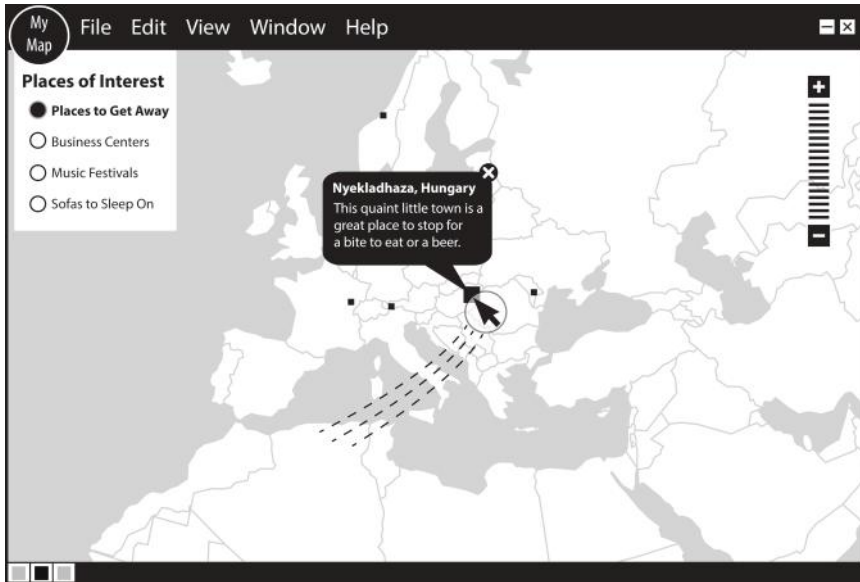 My
Map
File Edit View Window Help
Places of Interest
Places to Get Away
Business Centers
Music Festivals
Sofas to Sleep On
Nyekladhaza, Hungary
This quaint little town is a
great place to stop for
a bite to eat or a beer.